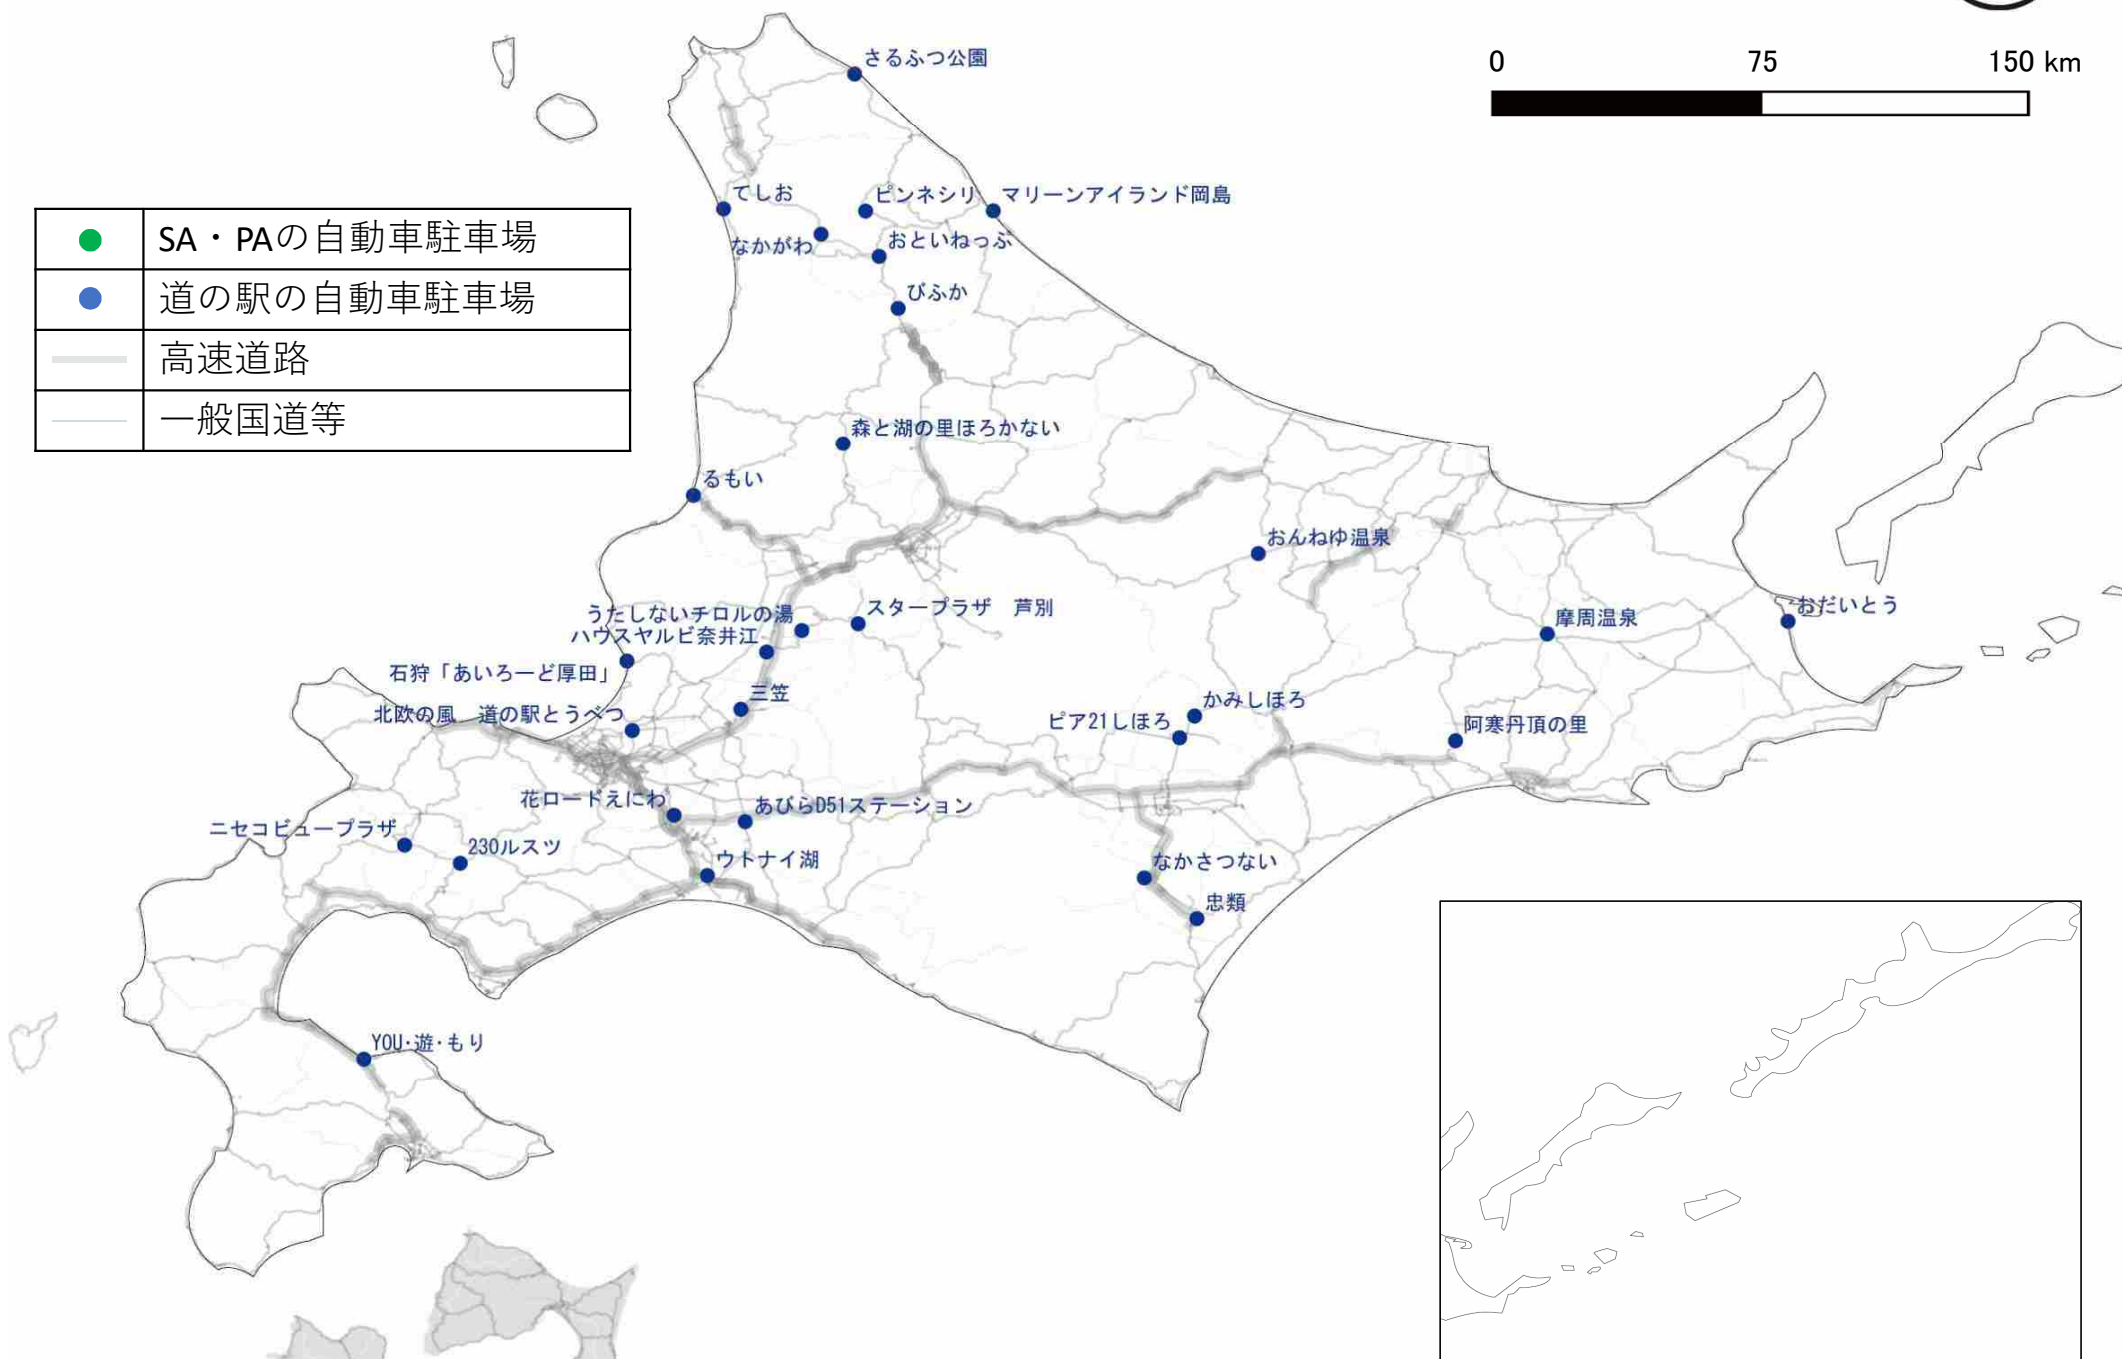 さるふつ公園
0 75 150 km
てしお
ピンネシリ
マリーンアイランド岡島
SA・PAの自動車駐車場
なかがわ
おといねっぷ
道の駅の自動車駐車場
びふか
高速道路
一般国道等
森と湖の里ほろかない
るもい
おんねゆ温泉
うたしないチロルの湯
スタープラザ 芦別
おだいとう
ハウスヤルビ奈井江
摩周温泉
石狩「あいろーど厚田」
三笠
かみしほろ
北欧の風 道の駅とうべつ
ピア21しほろ
阿寒丹頂の里
花ロードえにわ
あびらD51ステーション
ニセコビュープラザ
230ルスツ
ウトナイ湖
なかさつない
忠類
YOU・遊・もり